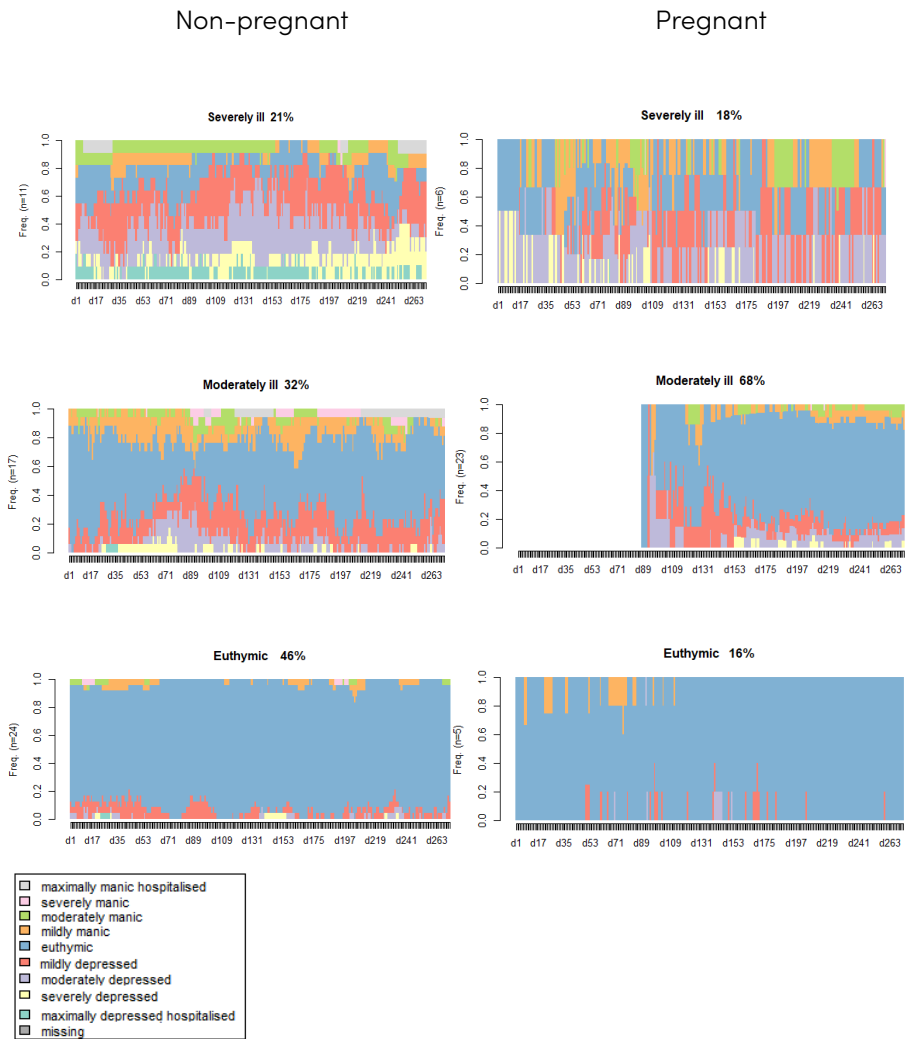 Non-pregnant
Pregnant
Severely ill 21%
Freq. (n=11)
0.0 0.2 0.4 0.6 0.8 1.0
d1 d17 d35 d53 d71 d89 d109 d131 d153 d175 d197 d219 d241 d263
Severely ill 18%
Freq. (n=6)
0.0 0.2 0.4 0.6 0.8 1.0
d1 d17 d35 d53 d71 d89 d109 d131 d153 d175 d197 d219 d241 d263
Moderately ill 32%
Freq. (n=17)
0.0 0.2 0.4 0.6 0.8 1.0
d1 d17 d35 d53 d71 d89 d109 d131 d153 d175 d197 d219 d241 d263
Moderately ill 68%
Freq. (n=23)
0.0 0.2 0.4 0.6 0.8 1.0
d1 d17 d35 d53 d71 d89 d109 d131 d153 d175 d197 d219 d241 d263
Euthymic 46%
Freq. (n=24)
0.0 0.2 0.4 0.6 0.8 1.0
d1 d17 d35 d53 d71 d89 d109 d131 d153 d175 d197 d219 d241 d263
Euthymic 16%
Freq. (n=5)
0.0 0.2 0.4 0.6 0.8 1.0
d1 d17 d35 d53 d71 d89 d109 d131 d153 d175 d197 d219 d241 d263
maximally manic hospitalised
severely manic
moderately manic
mildly manic
euthymic
mildly depressed
moderately depressed
severely depressed
maximally depressed hospitalised
missing